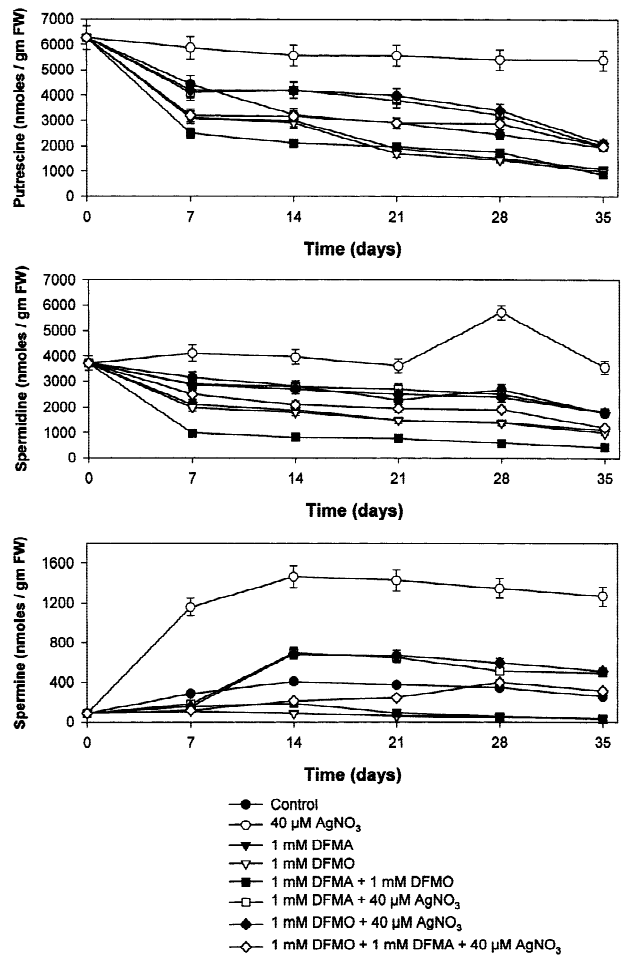 Putrescine (nmoles / gm FW)
7000
6000
5000
4000
3000
2000
1000
0
0 7 14 21 28 35
Time (days)
Spermidine (nmoles / gm FW)
7000
6000
5000
4000
3000
2000
1000
0
0 7 14 21 28 35
Time (days)
Spermine (nmoles / gm FW)
1600
1200
800
400
0
0 7 14 21 28 35
Time (days)
Control
40 µM AgNO₃
1 mM DFMA
1 mM DFMO
1 mM DFMA + 1 mM DFMO
1 mM DFMA + 40 µM AgNO₃
1 mM DFMO + 40 µM AgNO₃
1 mM DFMO + 1 mM DFMA + 40 µM AgNO₃